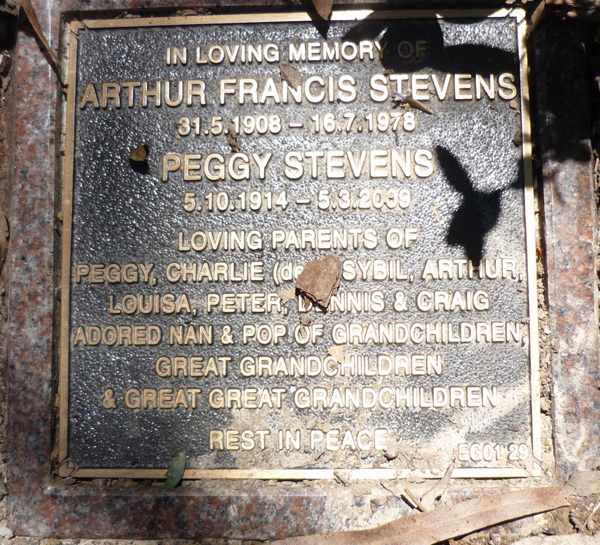 IN LOVING MEMORY OF
ARTHUR FRANCIS STEVENS
31.5.1908 – 16.7.1978
PEGGY STEVENS
5.10.1914 – 5.3.2009
LOVING PARENTS OF
PEGGY, CHARLIE (de SYBIL, ARTHUR,
LOUISA, PETER, DENNIS & CRAIG
ADORED NAN & POP OF GRANDCHILDREN,
GREAT GRANDCHILDREN
& GREAT GREAT GRANDCHILDREN
REST IN PEACE
EG01 29